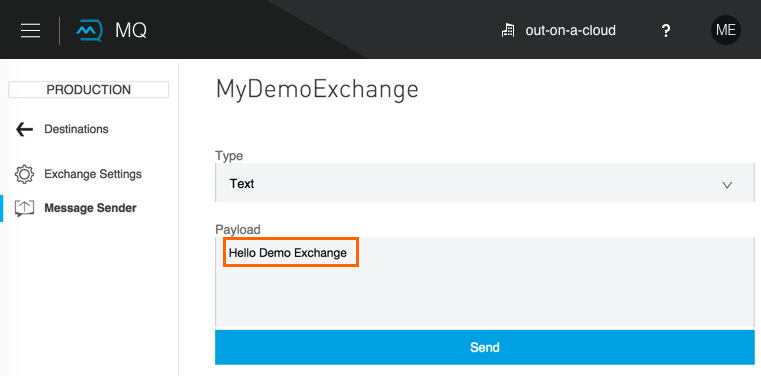 MQ
out-on-a-cloud
?
ME
PRODUCTION
Destinations
Exchange Settings
Message Sender
MyDemoExchange
Type
Text
Payload
Hello Demo Exchange
Send